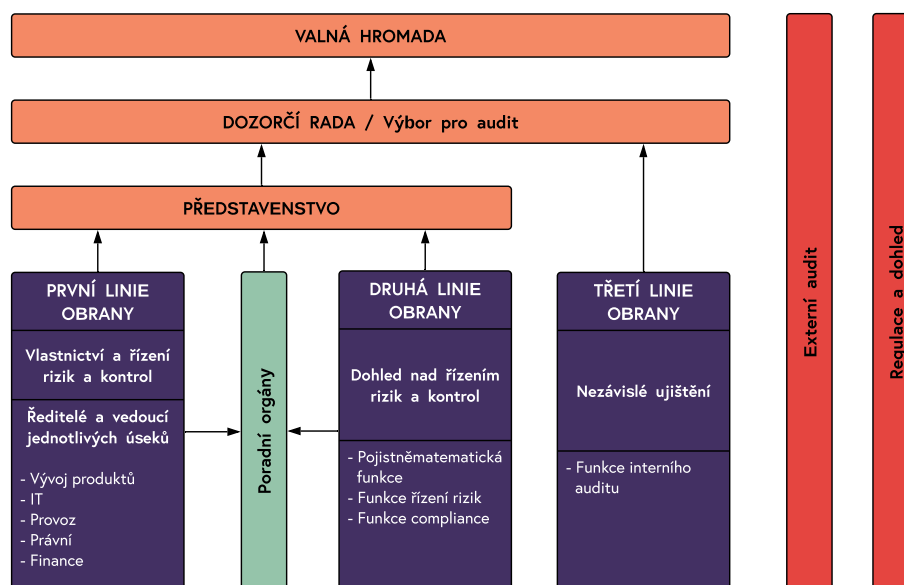 VALNÁ HROMADA
DOZORČÍ RADA / Výbor pro audit
PŘEDSTAVENSTVO
PRVNÍ LINIE
OBRANY
Vlastnictví a řízení
rizik a kontrol
Ředitelé a vedoucí
jednotlivých úseků
- Vývoj produktů
- IT
- Provoz
- Právní
- Finance
Poradní orgány
DRUHÁ LINIE
OBRANY
Dohled nad řízením
rizik a kontrol
- Pojistněmatematická
funkce
- Funkce řízení rizik
- Funkce compliance
TŘETÍ LINIE
OBRANY
Nezávislé ujištění
- Funkce interního
auditu
Externí audit
Regulace a dohled